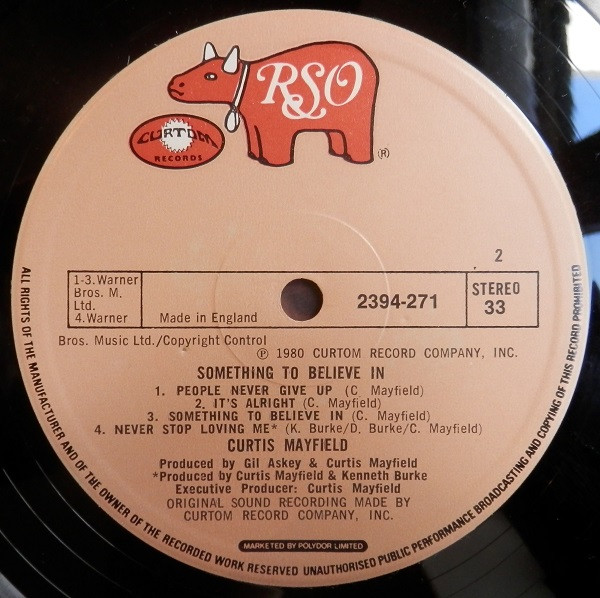 RSO
®
CURTOM
RECORDS
2
1-3. Warner
Bros. M.
Ltd.
4. Warner
Made in England
2394-271
STEREO
33
Bros. Music Ltd./Copyright Control
℗ 1980 CURTOM RECORD COMPANY, INC.
SOMETHING TO BELIEVE IN
1. PEOPLE NEVER GIVE UP (C Mayfield)
2. IT'S ALRIGHT (C. Mayfield)
3. SOMETHING TO BELIEVE IN (C. Mayfield)
4. NEVER STOP LOVING ME* (K. Burke/D. Burke/C. Mayfield)
CURTIS MAYFIELD
Produced by Gil Askey & Curtis Mayfield
*Produced by Curtis Mayfield & Kenneth Burke
Executive Producer: Curtis Mayfield
ORIGINAL SOUND RECORDING MADE BY
CURTOM RECORD COMPANY, INC.
MARKETED BY POLYDOR LIMITED
ALL RIGHTS OF THE MANUFACTURER AND OF THE OWNER OF THE RECORDED WORK RESERVED UNAUTHORISED PUBLIC PERFORMANCE BROADCASTING AND COPYING OF THIS RECORD PROHIBITED